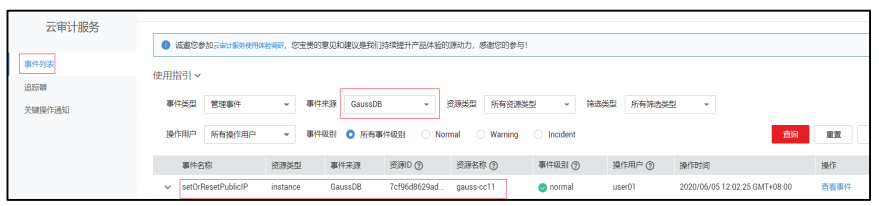 云审计服务
事件列表
追踪器
关键操作通知
诚邀您参加云审计服务使用体验调研，您宝贵的意见和建议是我们持续提升产品体验的源动力，感谢您的参与！
使用指引
事件类型 管理事件 事件来源 GaussDB 资源类型 所有资源类型 筛选类型 所有筛选类型
操作用户 所有操作用户 事件级别 所有事件级别 Normal Warning Incident 查询 重置
事件名称 资源类型 事件来源 资源ID 资源名称 事件级别 操作用户 操作时间 操作
setOrResetPublicIP instance GaussDB 7cf96d8629ad... gauss-cc11 normal user01 2020/06/05 12:02:25 GMT+08:00 查看事件